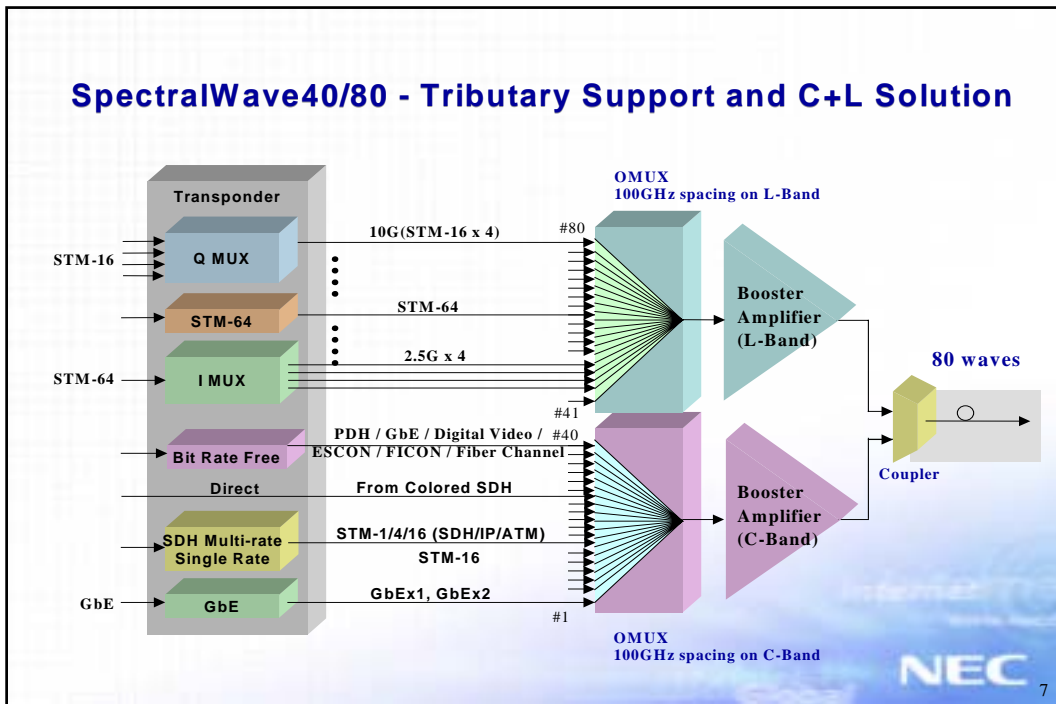 SpectralWave40/80 - Tributary Support and C+L Solution
OMUX
100GHz spacing on L-Band
Transponder
10G(STM-16 x 4)
#80
STM-16
Q MUX
Booster
Amplifier
(L-Band)
STM-64
STM-64
2.5G x 4
STM-64
I MUX
80 waves
#41
#40
PDH / GbE / Digital Video /
ESCON / FICON / Fiber Channel
Bit Rate Free
Coupler
Direct
From Colored SDH
Booster
Amplifier
(C-Band)
SDH Multi-rate
Single Rate
STM-1/4/16 (SDH/IP/ATM)
STM-16
GbE
GbE
GbEx1, GbEx2
#1
OMUX
100GHz spacing on C-Band
Internet
Global
NEC
7